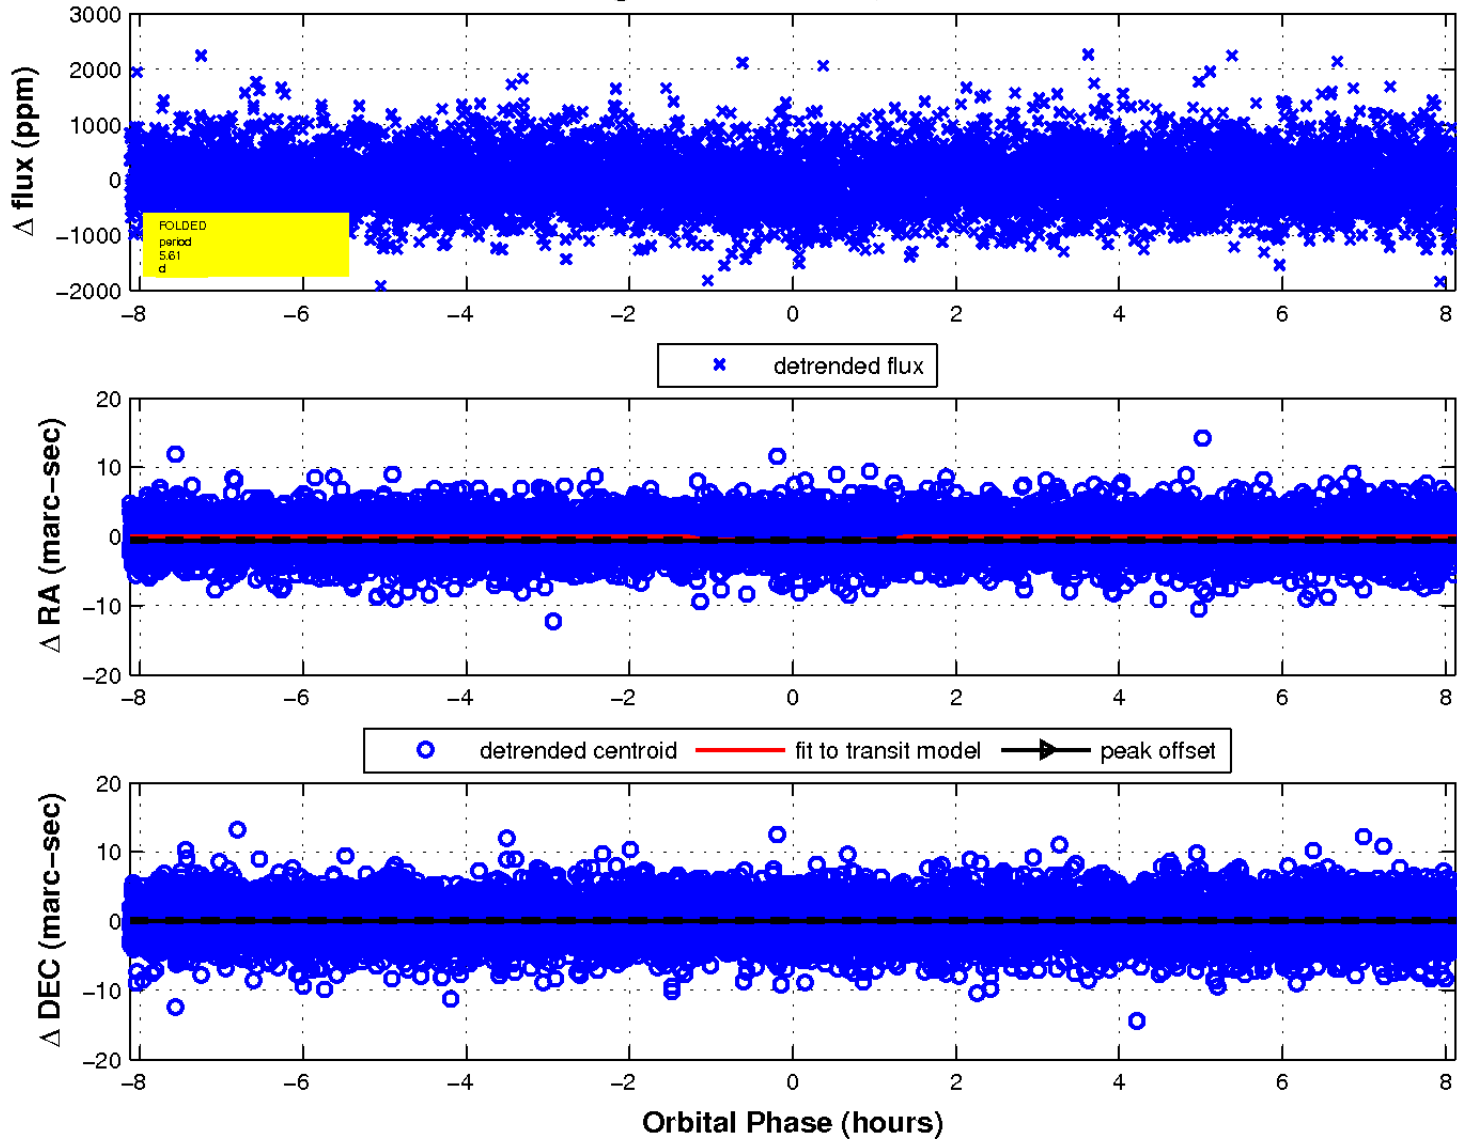 3000
2000
1000
0
−1000
−2000
Δ flux (ppm)
FOLDED
period
5.61
d
−8 −6 −4 −2 0 2 4 6 8
detrended flux
20
10
0
−10
−20
Δ RA (marc−sec)
−8 −6 −4 −2 0 2 4 6 8
detrended centroid fit to transit model peak offset
20
10
0
−10
−20
Δ DEC (marc−sec)
−8 −6 −4 −2 0 2 4 6 8
Orbital Phase (hours)